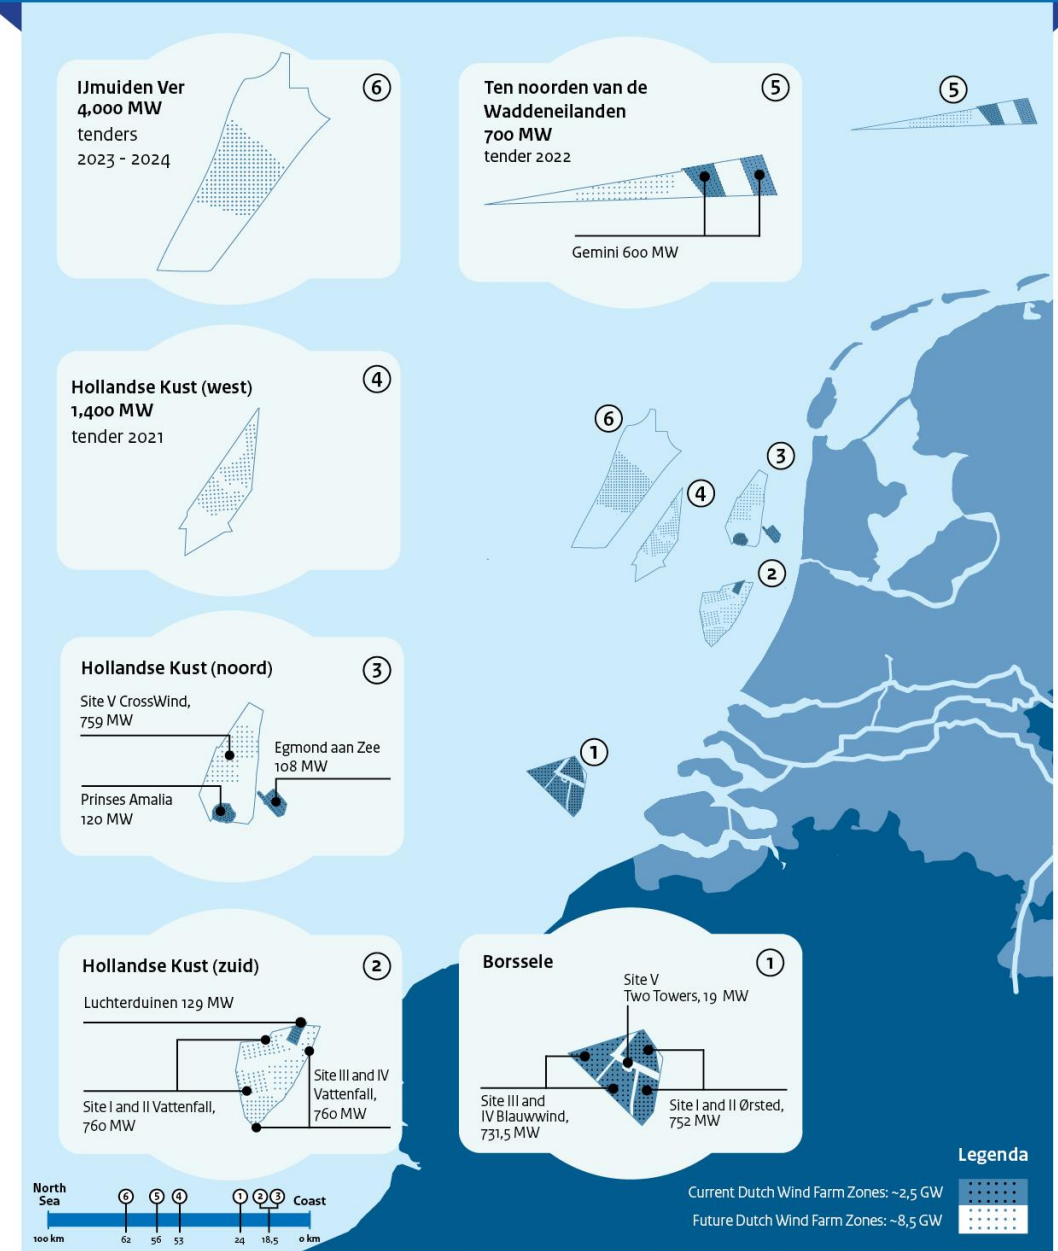 IJmuiden Ver
4,000 MW
tenders
2023 - 2024
6
Ten noorden van de
Waddeneilanden
700 MW
tender 2022
5
Gemini 600 MW
5
Hollandse Kust (west)
1,400 MW
tender 2021
4
6
3
4
2
1
Hollandse Kust (noord)
3
Site V CrossWind,
759 MW
Egmond aan Zee
108 MW
Prinses Amalia
120 MW
Hollandse Kust (zuid)
2
Luchterduinen 129 MW
Site III and IV
Vattenfall,
760 MW
Site I and II Vattenfall,
760 MW
Borssele
1
Site V
Two Towers, 19 MW
Site III and
IV Blauwwind,
731,5 MW
Site I and II Ørsted,
752 MW
Legenda
Current Dutch Wind Farm Zones: ~2,5 GW
Future Dutch Wind Farm Zones: ~8,5 GW
North
Sea
6 5 4 1 2 3
Coast
100 km 62 56 53 24 18,5 0 km